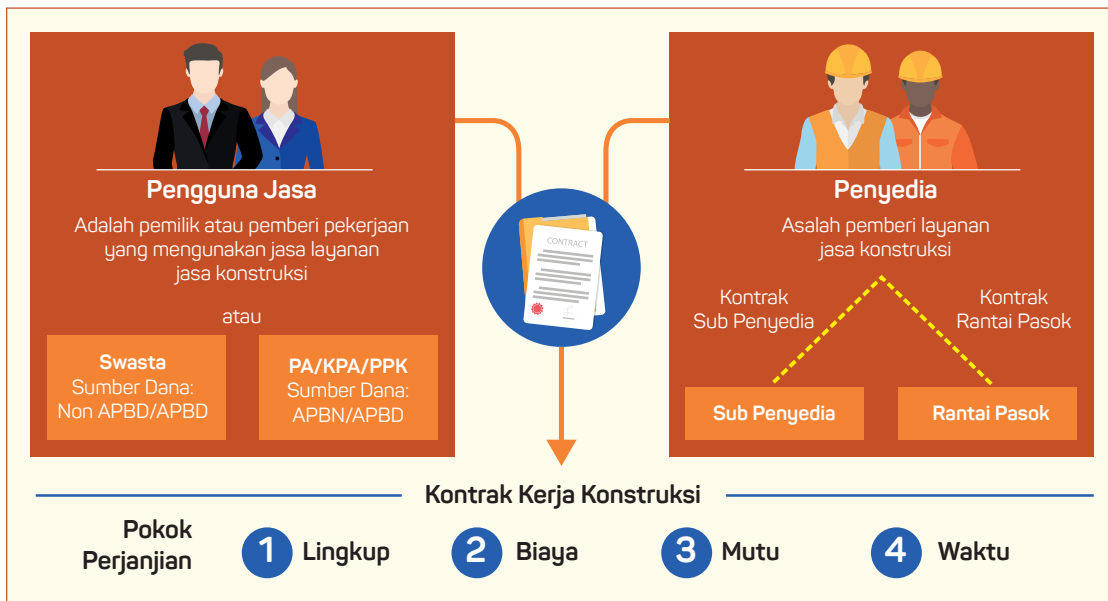 Pengguna Jasa
Adalah pemilik atau pemberi pekerjaan
yang mengunakan jasa layanan
jasa konstruksi
atau
Swasta
Sumber Dana:
Non APBD/APBD
PA/KPA/PPK
Sumber Dana:
APBN/APBD
CONTRACT
Penyedia
Asalah pemberi layanan
jasa konstruksi
Kontrak
Sub Penyedia
Kontrak
Rantai Pasok
Sub Penyedia
Rantai Pasok
Kontrak Kerja Konstruksi
Pokok
Perjanjian
1 Lingkup
2 Biaya
3 Mutu
4 Waktu